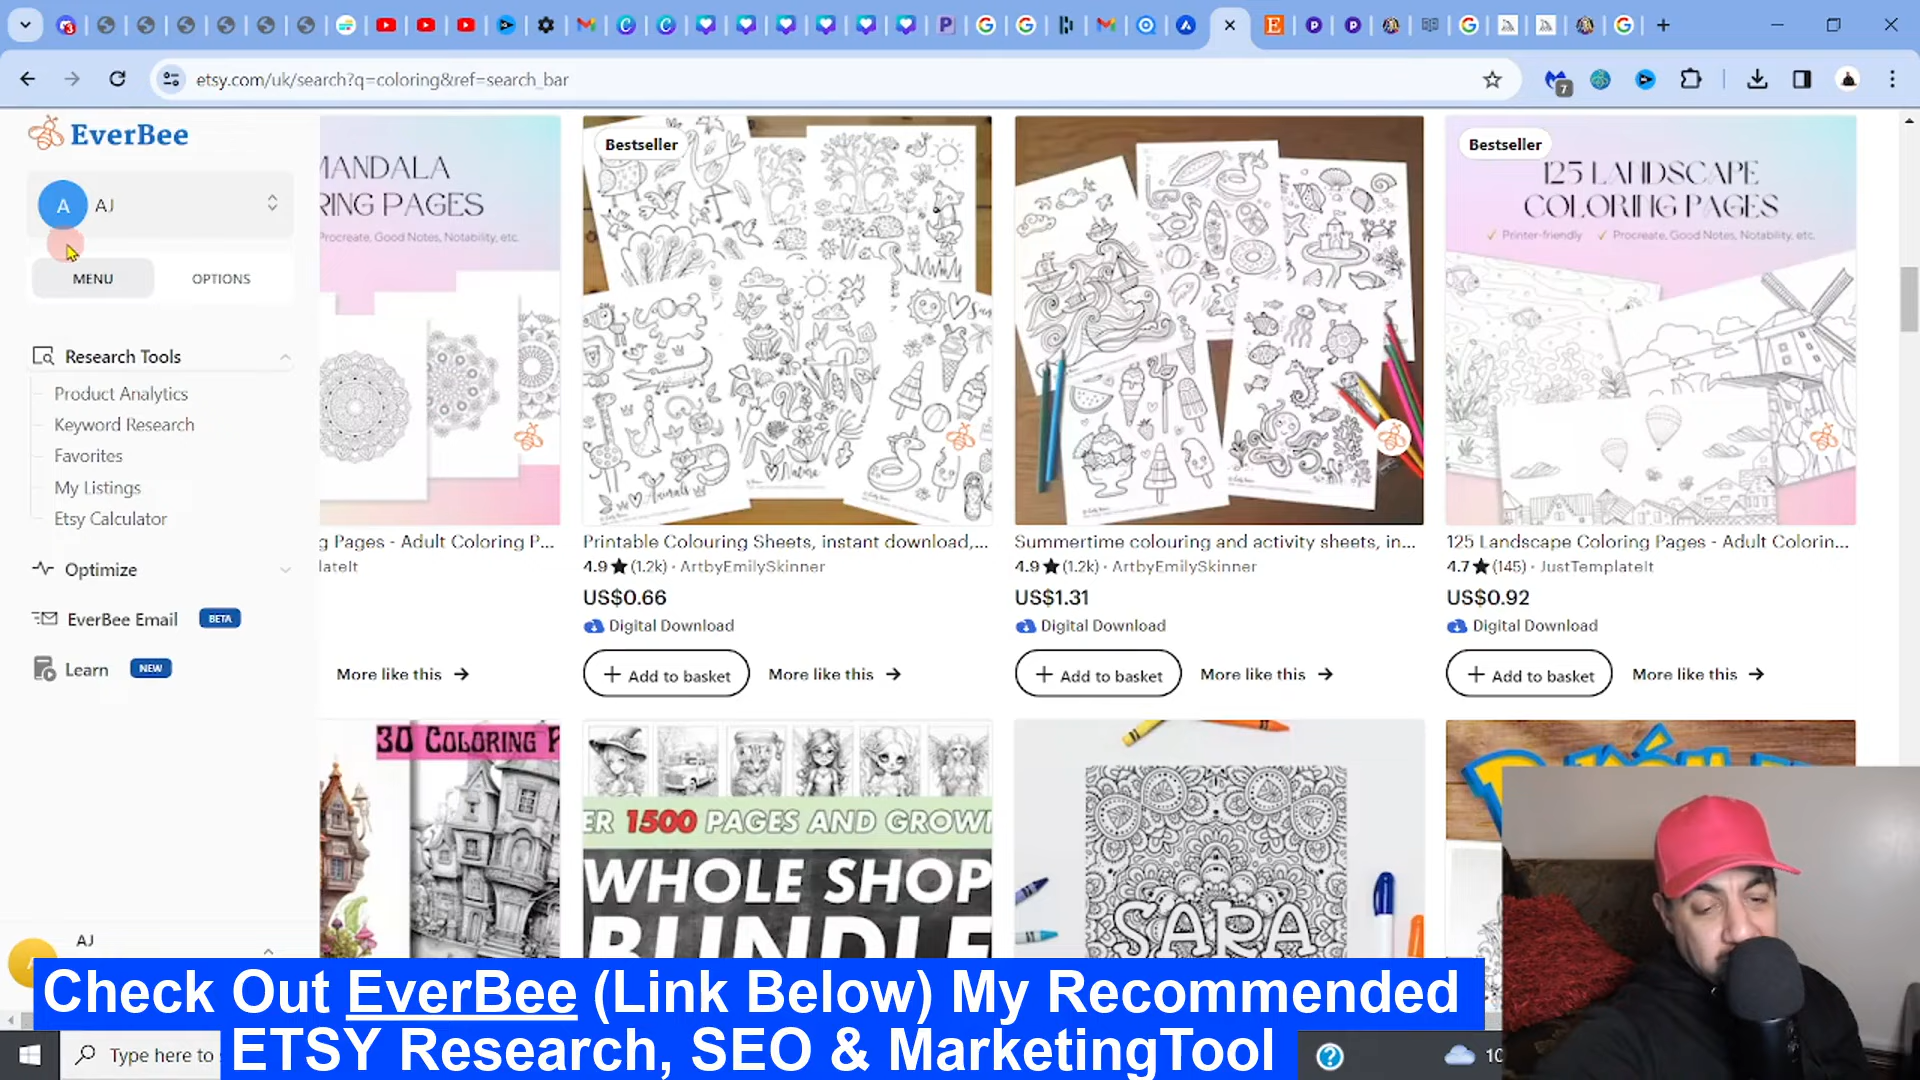 etsy.com/uk/search?q=coloring&ref=search_bar
7
3
EverBee
A AJ
MENU OPTIONS
Research Tools
Product Analytics
Keyword Research
Favorites
My Listings
Etsy Calculator
Optimize
EverBee Email BETA
Learn NEW
AJ
MANDALA
RING PAGES
Procreate, Good Notes, Notability, etc.
g Pages - Adult Coloring P...
lateIt
More like this →
Bestseller
Animals
Nature
Printable Colouring Sheets, instant download,...
4.9★(1.2k) · ArtbyEmilySkinner
US$0.66
Digital Download
+ Add to basket More like this →
Summertime colouring and activity sheets, in...
4.9★(1.2k) · ArtbyEmilySkinner
US$1.31
Digital Download
+ Add to basket More like this →
Bestseller
125 LANDSCAPE
COLORING PAGES
✓ Printer-friendly ✓ Procreate, Good Notes, Notability, etc.
125 Landscape Coloring Pages - Adult Colorin...
4.7★(145) · JustTemplateIt
US$0.92
Digital Download
+ Add to basket More like this →
30 COLORING P
ER 1500 PAGES AND GROWI
WHOLE SHOP
BUNDLE
SARA
Check Out EverBee (Link Below) My Recommended
ETSY Research, SEO & MarketingTool
Type here to
10